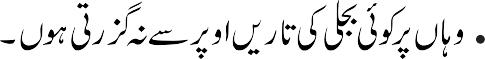 • وہاں پر کوئی بجلی کی تاریں اوپر سے نہ گزرتی ہوں ۔